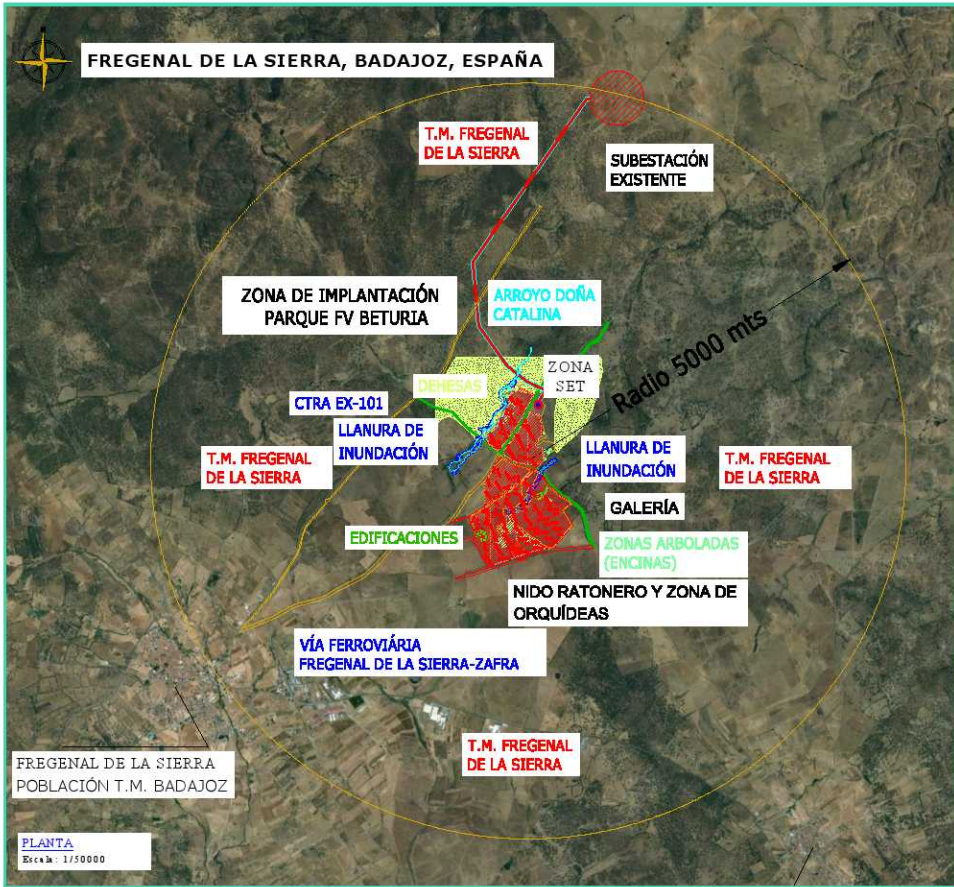 FREGENAL DE LA SIERRA, BADAJOZ, ESPAÑA
T.M. FREGENAL
DE LA SIERRA
SUBESTACIÓN
EXISTENTE
ZONA DE IMPLANTACIÓN
PARQUE FV BETURIA
ARROYO DOÑA
CATALINA
Radio 5000 mts
ZONA
SET
DEHESAS
CTRA EX-101
LLANURA DE
INUNDACIÓN
T.M. FREGENAL
DE LA SIERRA
LLANURA DE
INUNDACIÓN
T.M. FREGENAL
DE LA SIERRA
GALERÍA
EDIFICACIONES
ZONAS ARBOLADAS
(ENCINAS)
NIDO RATONERO Y ZONA DE
ORQUÍDEAS
VÍA FERROVIÁRIA
FREGENAL DE LA SIERRA-ZAFRA
T.M. FREGENAL
DE LA SIERRA
FREGENAL DE LA SIERRA
POBLACIÓN T.M. BADAJOZ
PLANTA
Escala: 1/50000